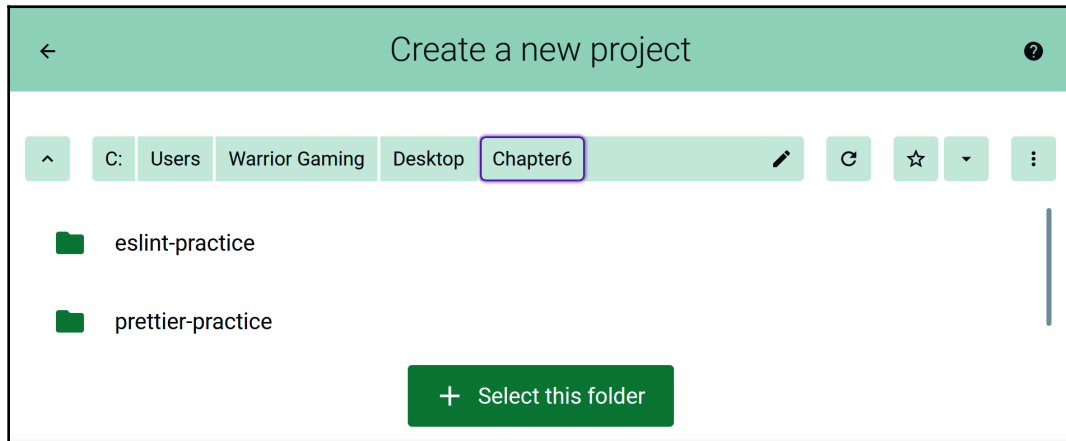 Create a new project
C: Users Warrior Gaming Desktop Chapter6
eslint-practice
prettier-practice
Select this folder